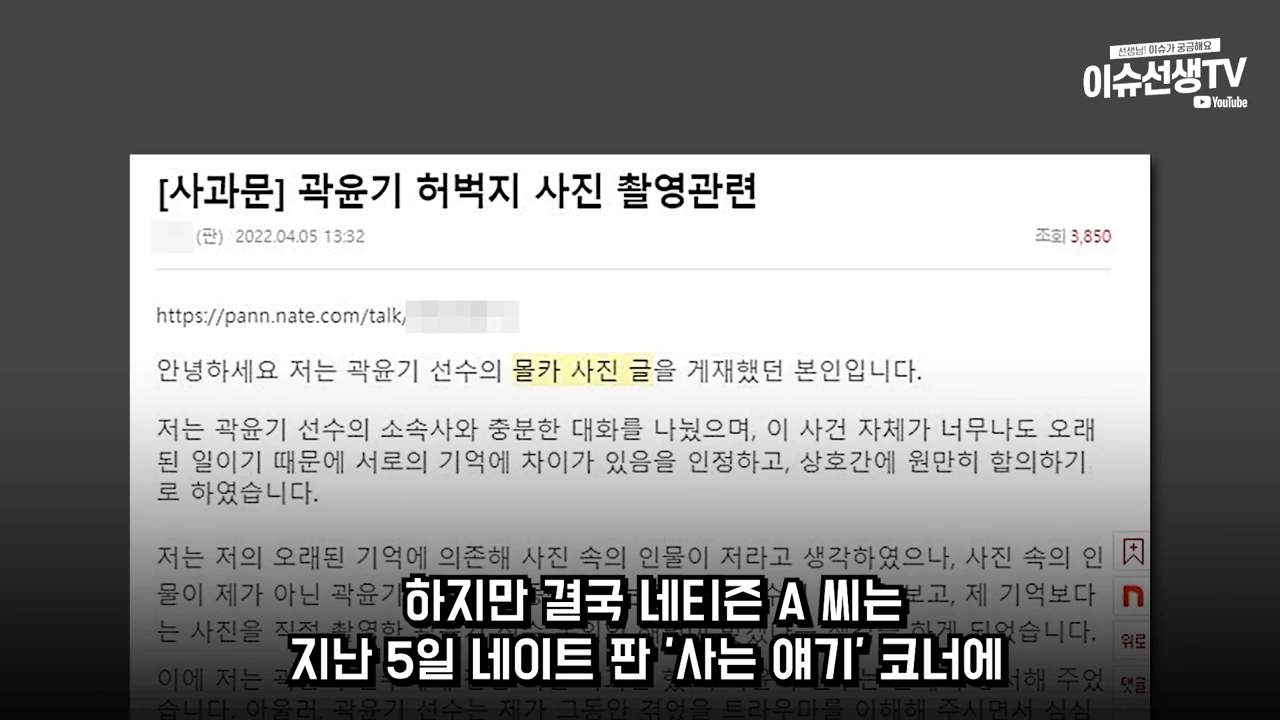 선생님! 이슈가 궁금해요
이슈선생TV
YouTube
[사과문] 곽윤기 허벅지 사진 촬영관련
(판) 2022.04.05 13:32
조회 3,850
https://pann.nate.com/talk/
안녕하세요 저는 곽윤기 선수의 몰카 사진 글을 게재했던 본인입니다.
저는 곽윤기 선수의 소속사와 충분한 대화를 나눴으며, 이 사건 자체가 너무나도 오래
된 일이기 때문에 서로의 기억에 차이가 있음을 인정하고, 상호간에 원만히 합의하기
로 하였습니다.
저는 저의 오래된 기억에 의존해 사진 속의 인물이 저라고 생각하였으나, 사진 속의 인
물이 제가 아닌 곽윤기 보고, 제 기억보다
는 사진을 직접 촬영한 하게 되었습니다.
위로
이에 저는 주었
댓글
습니다. 아울러, 곽윤기 선수는 제가 그동안 겪었을 트라우마를 이해해 주시면서 심심
하지만 결국 네티즌 A 씨는
지난 5일 네이트 판 '사는 얘기' 코너에